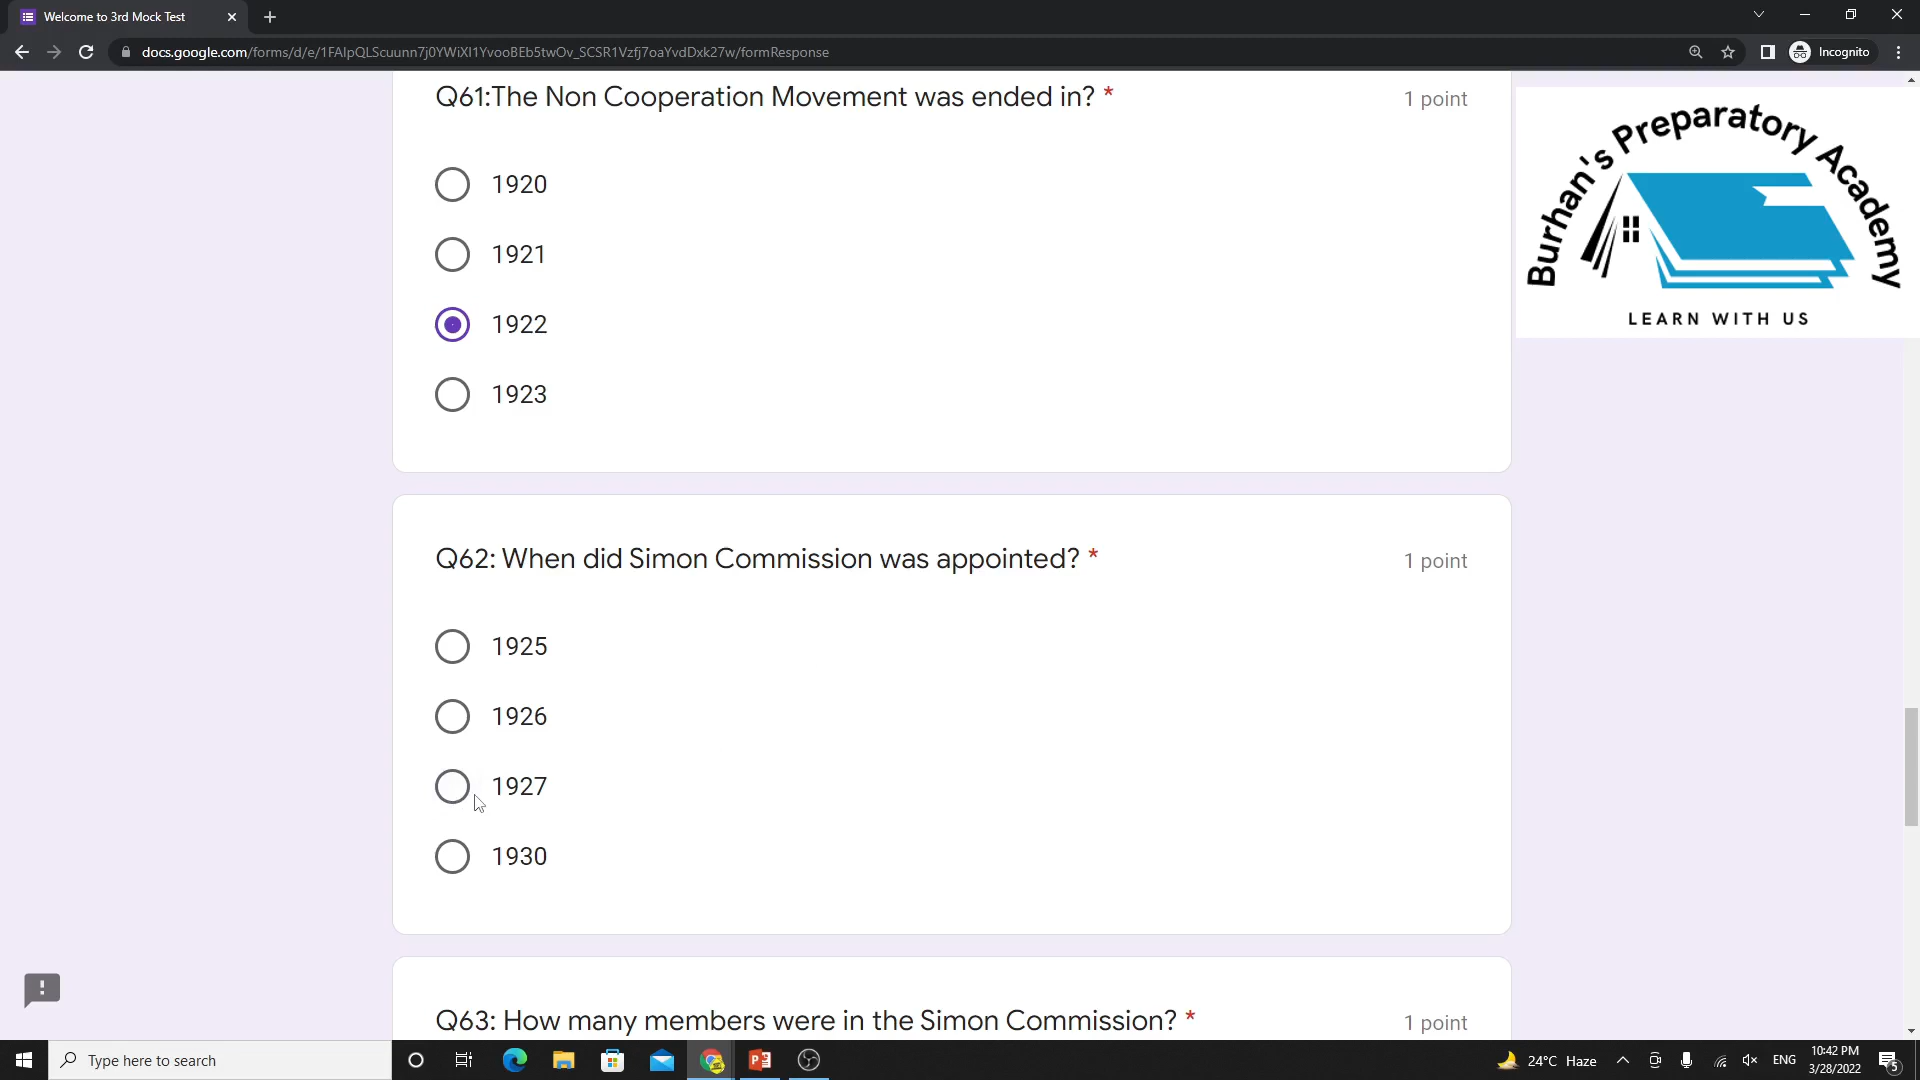 Welcome to 3rd Mock Test
docs.google.com/forms/d/e/1FAIpQLScuunn7j0YWiXI1YvooBEb5twOv_SCSR1Vzfj7oaYvdDxk27w/formResponse
Incognito
Q61:The Non Cooperation Movement was ended in? *
1 point
1920
1921
1922
1923
Burhan's Preparatory Academy
LEARN WITH US
Q62: When did Simon Commission was appointed? *
1 point
1925
1926
1927
1930
Q63: How many members were in the Simon Commission? *
1 point
Type here to search
24°C Haze
ENG
10:42 PM
3/28/2022
5